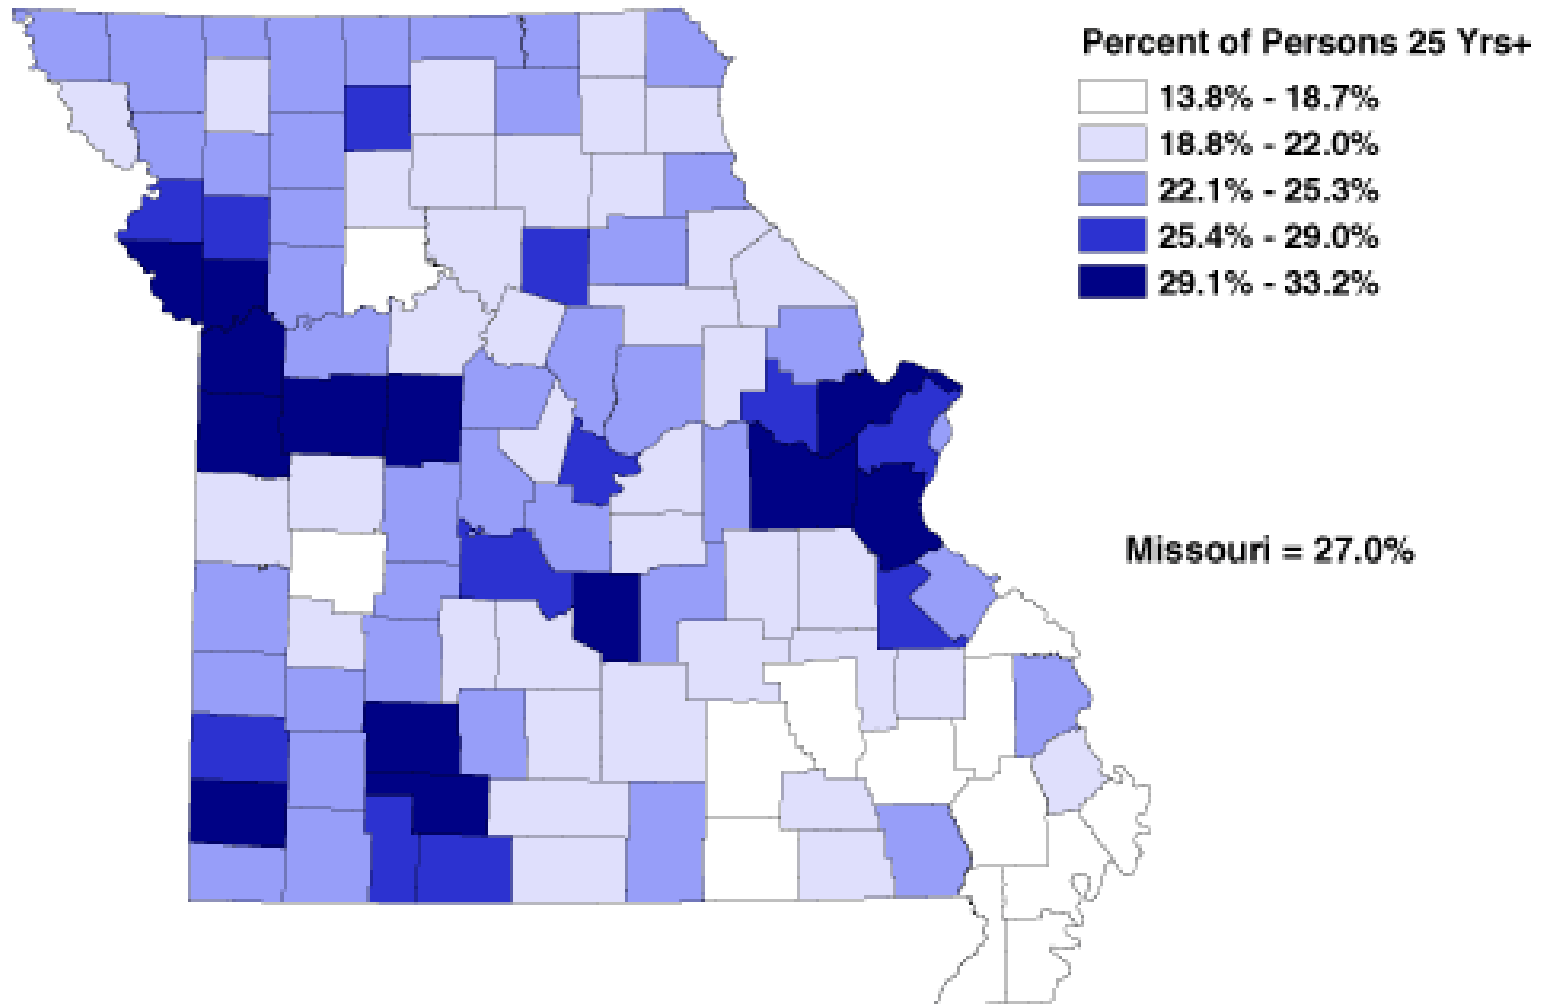 Percent of Persons 25 Yrs+
13.8% - 18.7%
18.8% - 22.0%
22.1% - 25.3%
25.4% - 29.0%
29.1% - 33.2%
Missouri = 27.0%